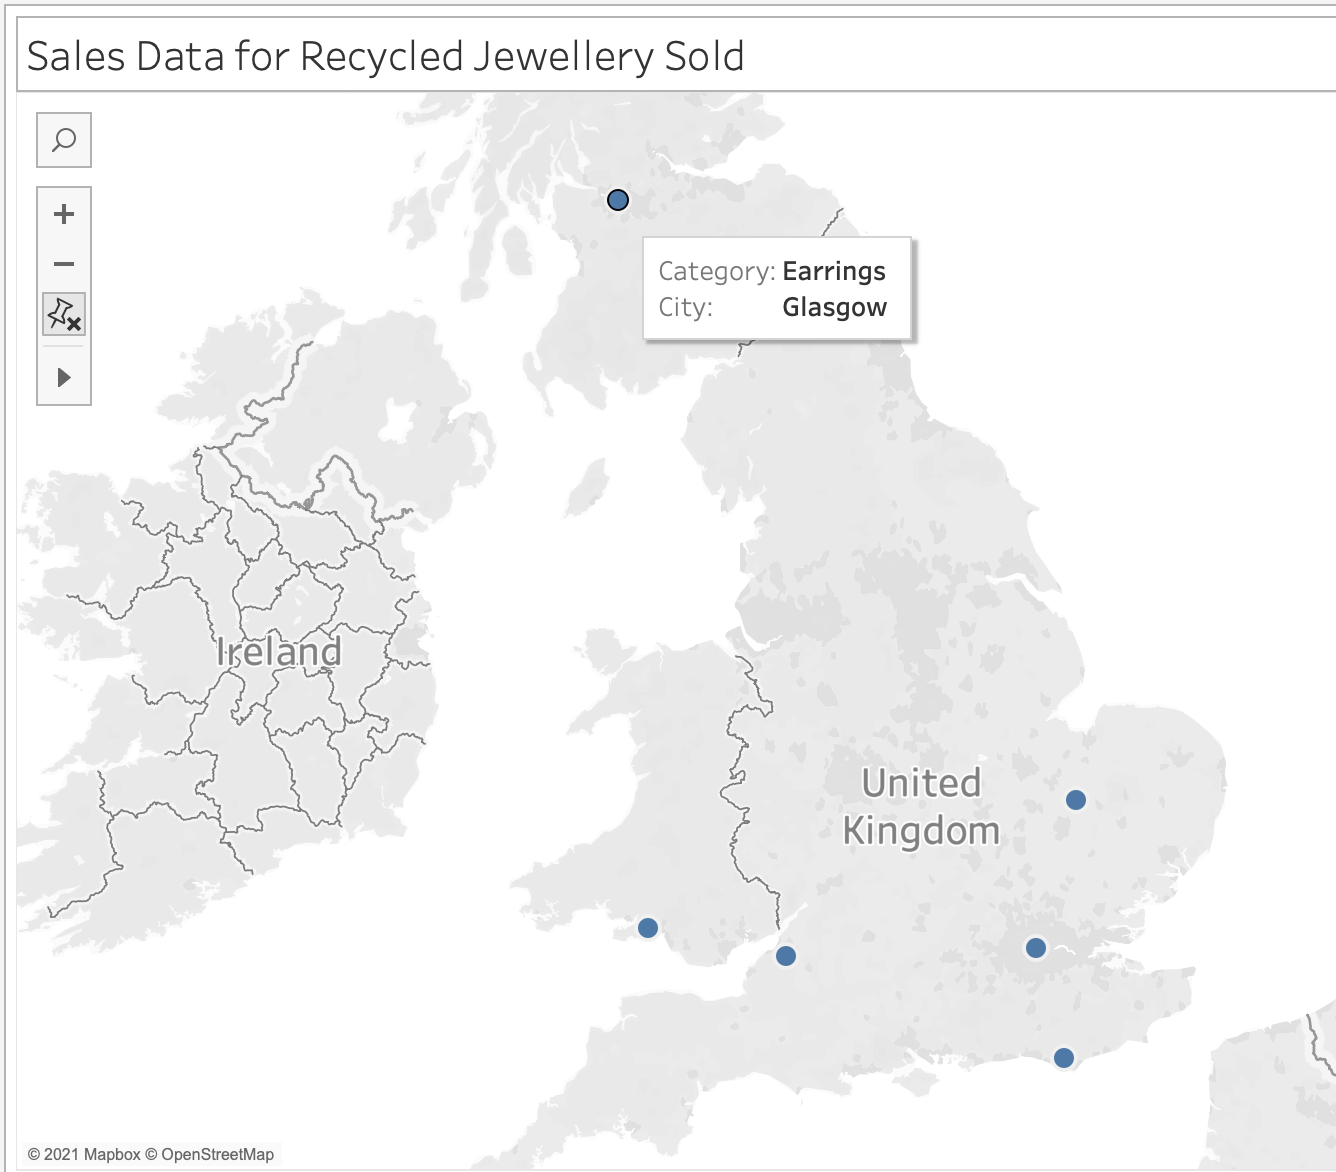 Sales Data for Recycled Jewellery Sold
Category: Earrings
City: Glasgow
Ireland
United
Kingdom
© 2021 Mapbox © OpenStreetMap